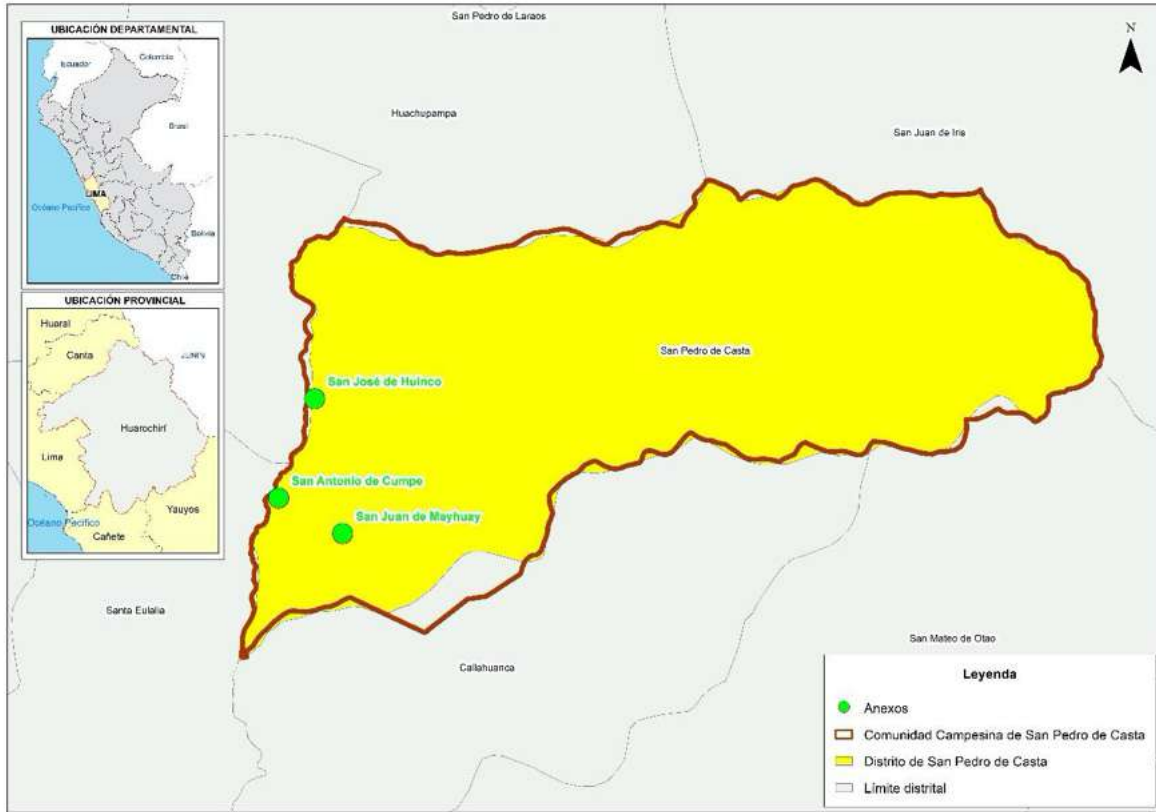 San Pedro de Laraos
UBICACIÓN DEPARTAMENTAL
Ecuador
Colombia
Brasil
LIMA
Océano Pacífico
Bolivia
Chile
N
Huachupampa
San Juan de Iris
UBICACIÓN PROVINCIAL
Huaral
Canta
JUNIN
Huarochirí
Lima
Océano Pacífico
Yauyos
Cañete
San Pedro de Casta
San José de Huinco
San Antonio de Cumpe
San Juan de Mayhuay
Santa Eulalia
Callahuanca
San Mateo de Otao
Leyenda
Anexos
Comunidad Campesina de San Pedro de Casta
Distrito de San Pedro de Casta
Límite distrital